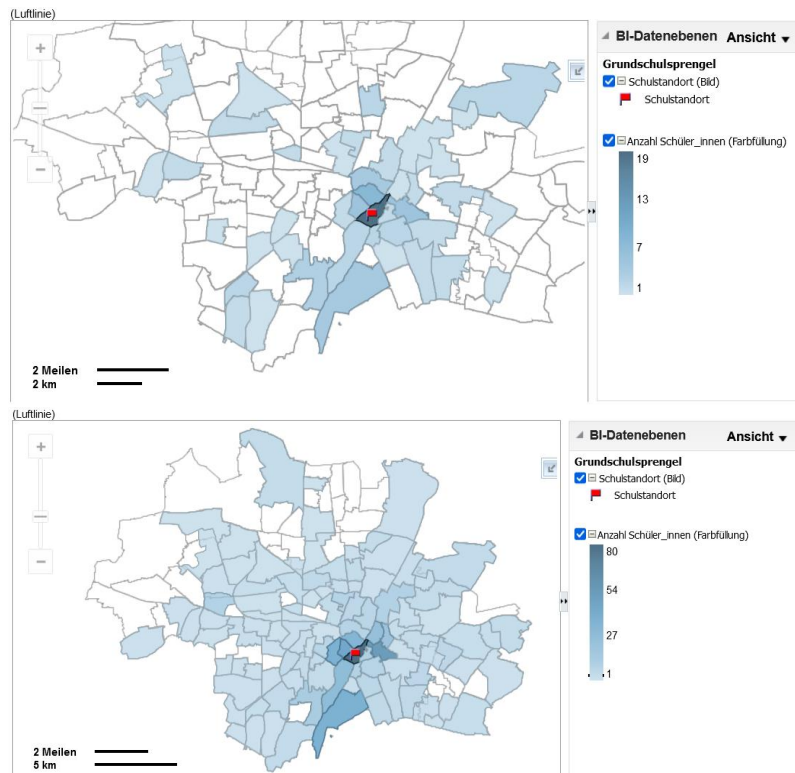 (Luftlinie)
+
−
2 Meilen
2 km
BI-Datenebenen Ansicht
Grundschulsprengel
Schulstandort (Bild)
Schulstandort
Anzahl Schüler_innen (Farbfüllung)
19
13
7
1
(Luftlinie)
+
−
2 Meilen
5 km
BI-Datenebenen Ansicht
Grundschulsprengel
Schulstandort (Bild)
Schulstandort
Anzahl Schüler_innen (Farbfüllung)
80
54
27
1